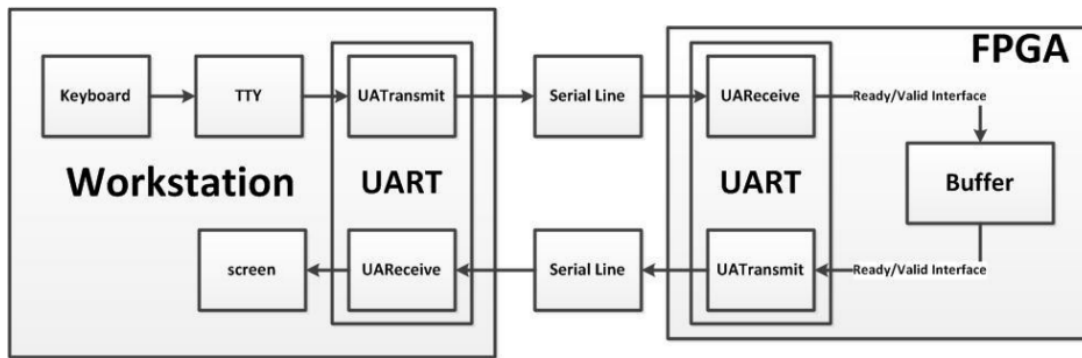 FPGA
Keyboard
TTY
UATransmit
Serial Line
UAReceive
Ready/Valid Interface
Workstation
UART
UART
Buffer
screen
UAReceive
Serial Line
UATransmit
Ready/Valid Interface